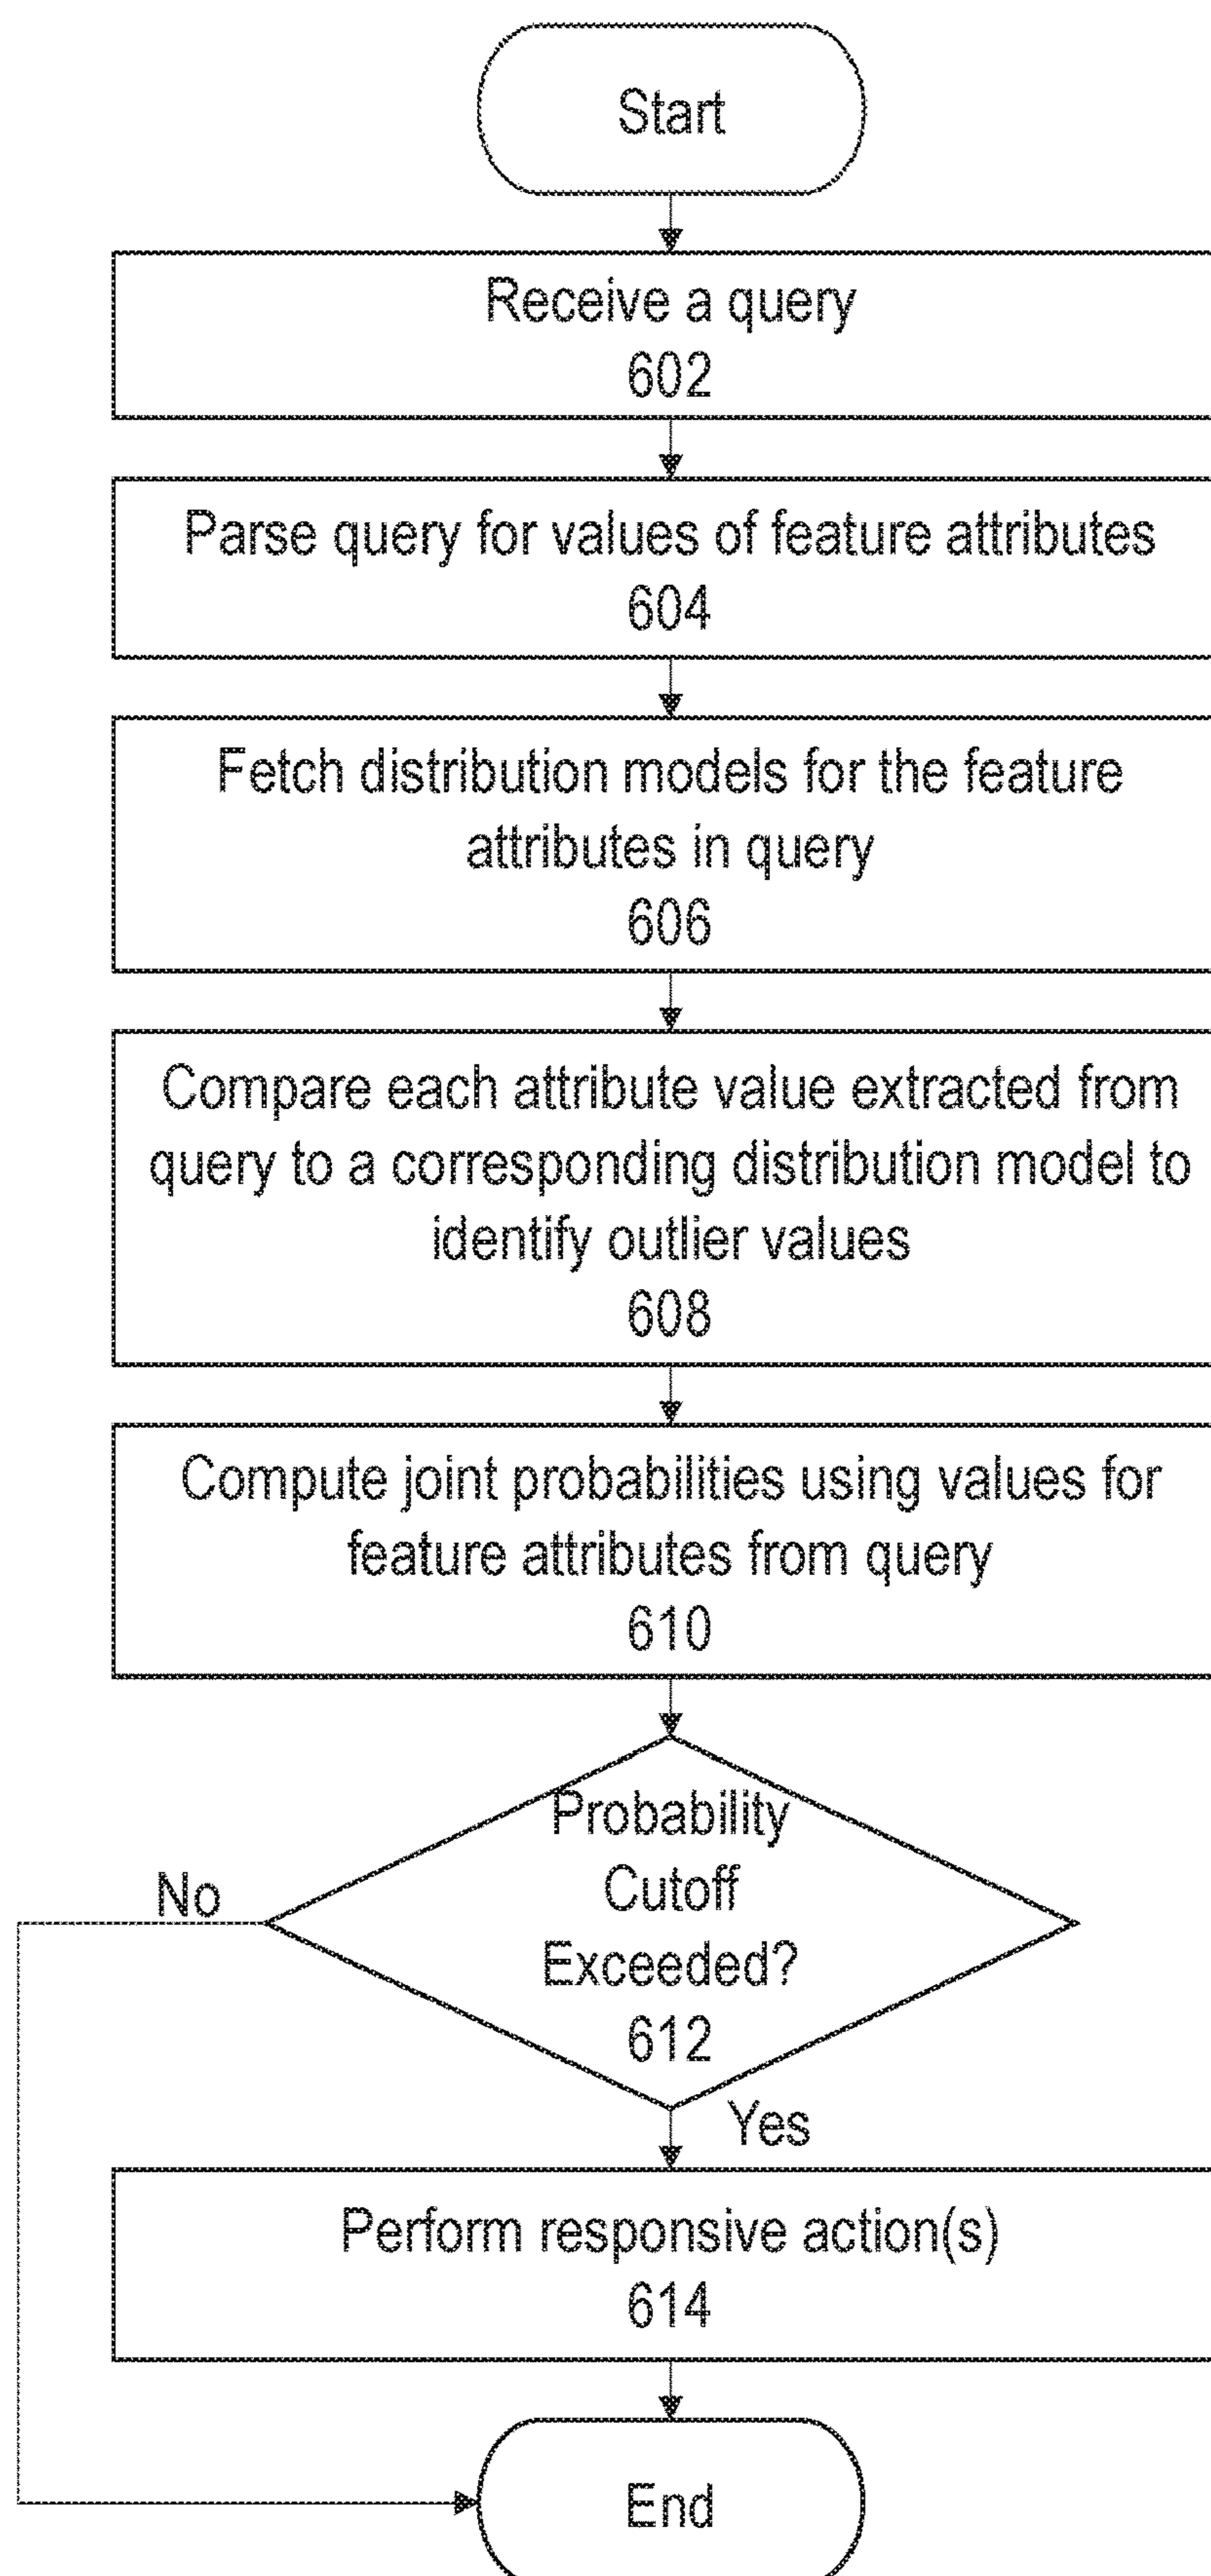 Start
Receive a query
602
Parse query for values of feature attributes
604
Fetch distribution models for the feature
attributes in query
606
Compare each attribute value extracted from
query to a corresponding distribution model to
identify outlier values
608
Compute joint probabilities using values for
feature attributes from query
610
Probability
Cutoff
Exceeded?
612
No
Yes
Perform responsive action(s)
614
End